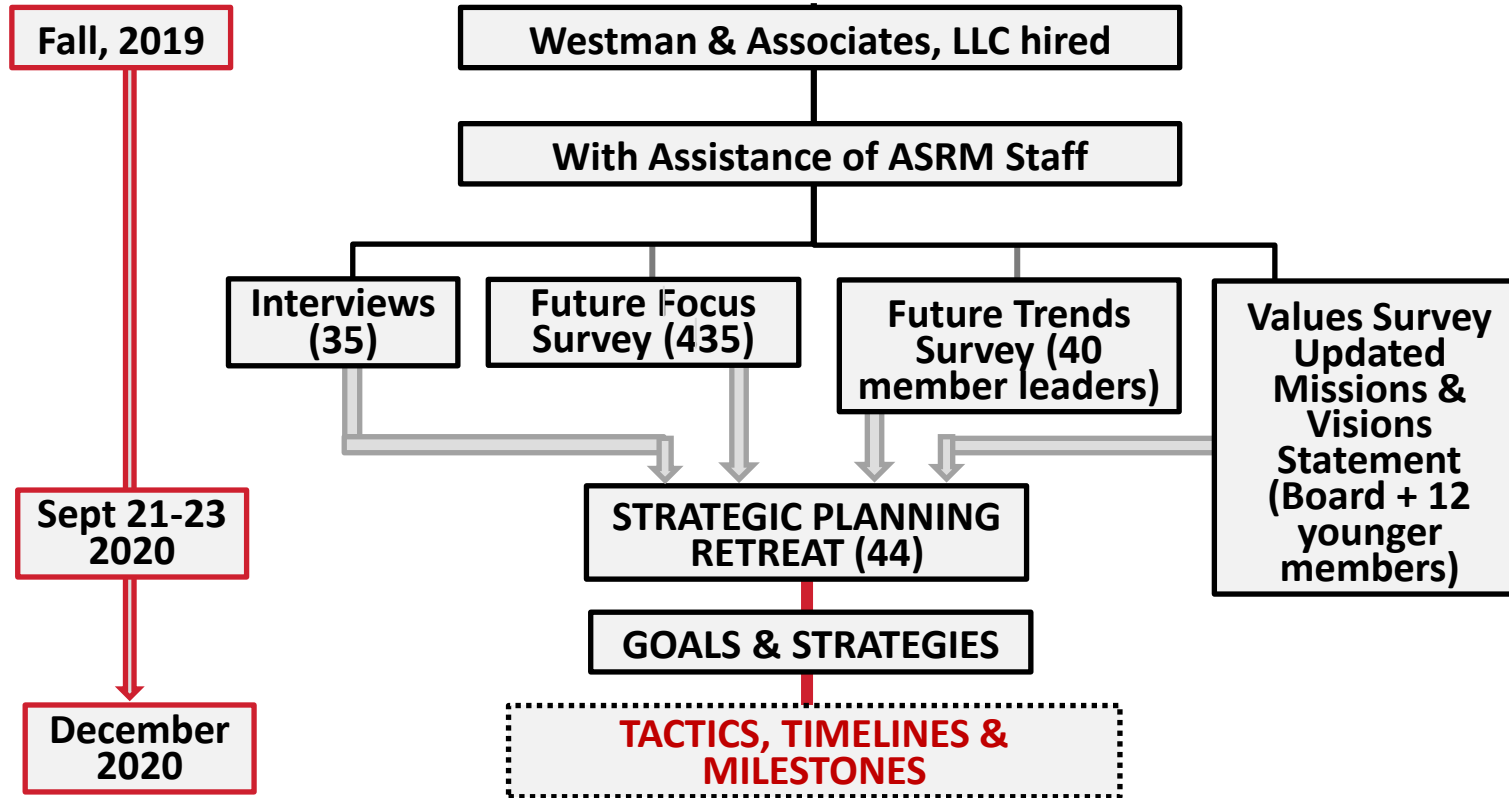 Fall, 2019
Westman & Associates, LLC hired
With Assistance of ASRM Staff
Interviews
(35)
Future Focus
Survey (435)
Future Trends
Survey (40
member leaders)
Values Survey
Updated
Missions &
Visions
Statement
(Board + 12
younger
members)
Sept 21-23
2020
STRATEGIC PLANNING
RETREAT (44)
GOALS & STRATEGIES
December
2020
TACTICS, TIMELINES &
MILESTONES